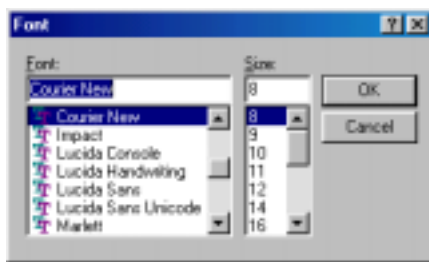 Font
Font:
Size:
Courier New
8
OK
Cancel
Courier New
Impact
Lucida Console
Lucida Handwriting
Lucida Sans
Lucida Sans Unicode
Marlett
8
9
10
11
12
14
16